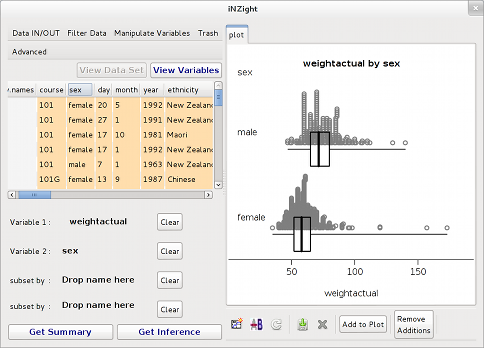 iNZight
Data IN/OUT Filter Data Manipulate Variables Trash
Advanced
View Data Set View Variables
v.names course sex day month year ethnicity
101 female 20 5 1992 New Zealand
101 female 27 1 1991 New Zealand
101 female 17 10 1981 Maori
101 female 17 1 1992 New Zealand
101 male 7 1 1963 New Zealand
101G female 13 9 1987 Chinese
Variable 1 : weightactual Clear
Variable 2 : sex Clear
subset by : Drop name here Clear
subset by : Drop name here Clear
Get Summary Get Inference
plot
weightactual by sex
sex
male
female
50 100 150
weightactual
Add to Plot
Remove
Additions